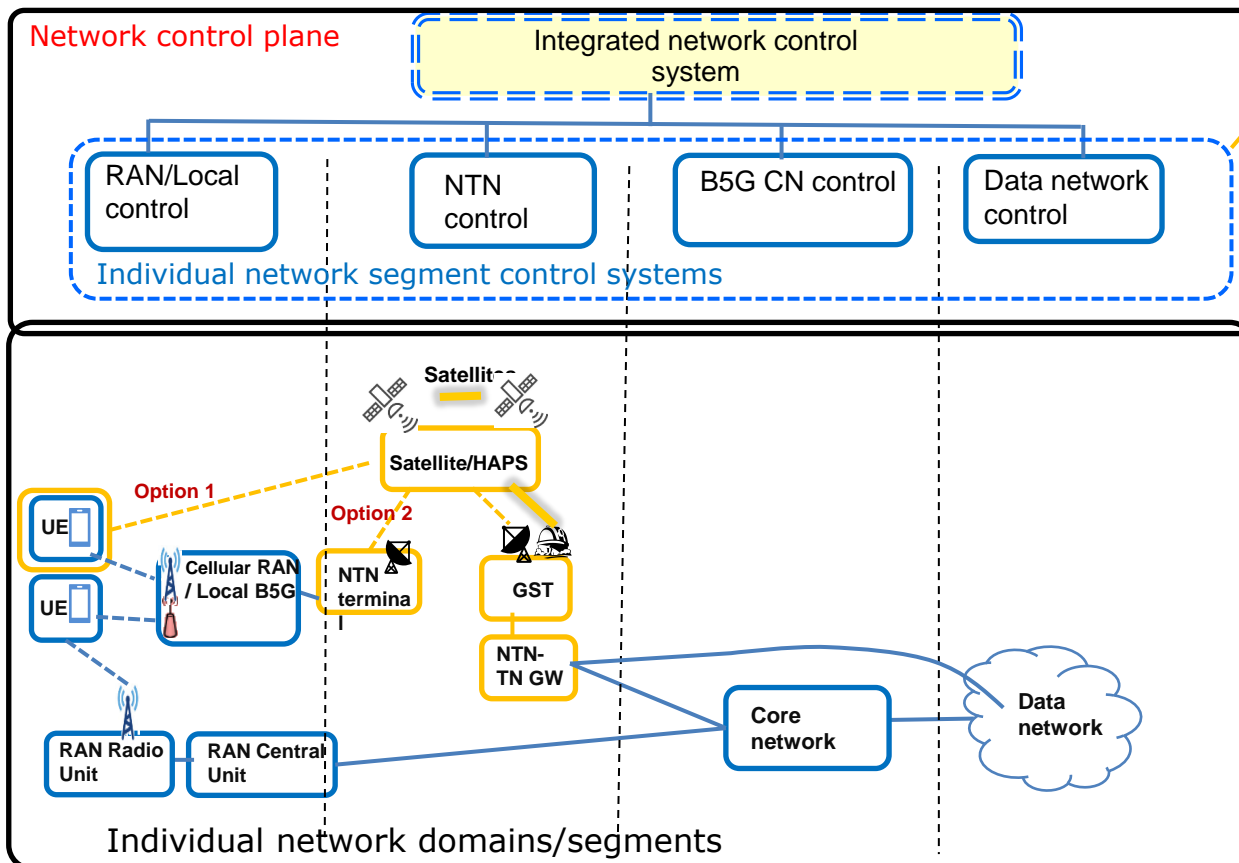 Network control plane
Integrated network control
system
RAN/Local
control
NTN
control
B5G CN control
Data network
control
Individual network segment control systems
Satellites
Satellite/HAPS
Option 1
Option 2
UE
Cellular RAN
/ Local B5G
NTN
termina
l
GST
UE
NTN-
TN GW
Core
network
Data
network
RAN Radio
Unit
RAN Central
Unit
Individual network domains/segments